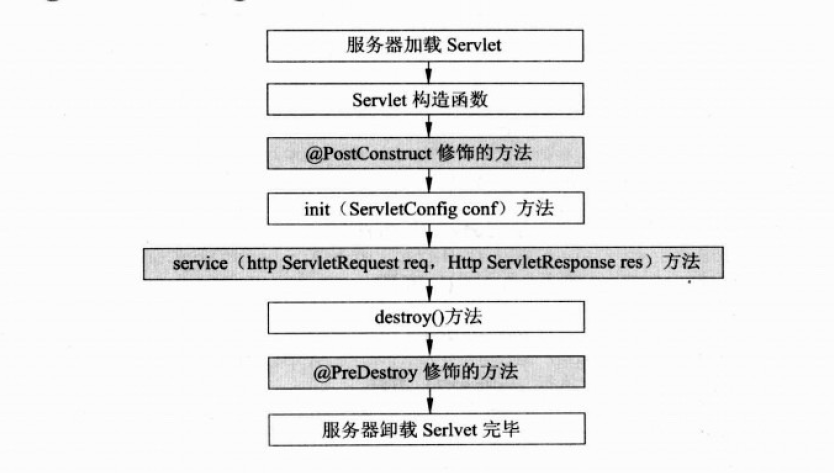 服务器加载 Servlet
Servlet 构造函数
@PostConstruct 修饰的方法
init（ServletConfig conf）方法
service（http ServletRequest req，Http ServletResponse res）方法
destroy()方法
@PreDestroy 修饰的方法
服务器卸载 Serlvet 完毕